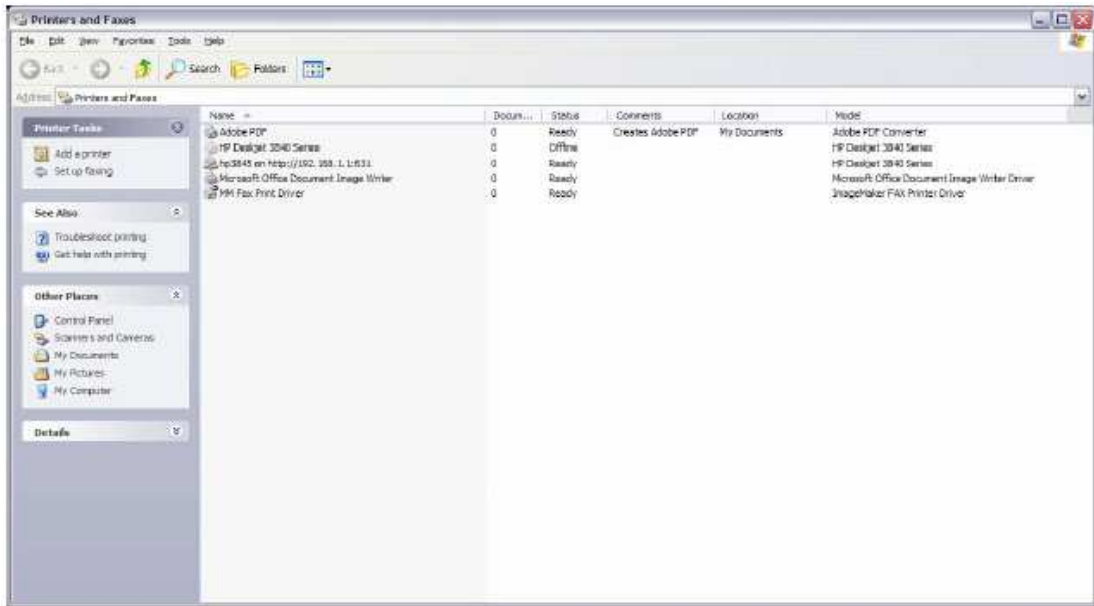 Printers and Faxes
File Edit View Favorites Tools Help
Back Search Folders
Address Printers and Faxes
Printer Tasks
Add a printer
Set up faxing
See Also
Troubleshoot printing
Get help with printing
Other Places
Control Panel
Scanners and Cameras
My Documents
My Pictures
My Computer
Details
Name Docum... Status Comments Location Model
Adobe PDF 0 Ready Creates Adobe PDF My Documents Adobe PDF Converter
HP Deskjet 3840 Series 0 Offline HP Deskjet 3840 Series
hp3845 on http://192.168.1.1:631 0 Ready HP Deskjet 3840 Series
Microsoft Office Document Image Writer 0 Ready Microsoft Office Document Image Writer Driver
MM Fax Print Driver 0 Ready ImageMaker FAX Printer Driver